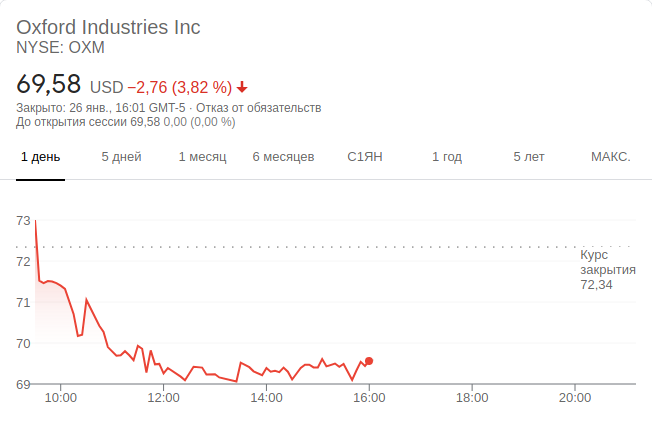 Oxford Industries Inc
NYSE: OXM
69,58 USD −2,76 (3,82 %)
Закрыто: 26 янв., 16:01 GMT-5 · Отказ от обязательств
До открытия сессии 69,58 0,00 (0,00 %)
1 день 5 дней 1 месяц 6 месяцев С1ЯН 1 год 5 лет МАКС.
73
72
71
70
69
Курс
закрытия
72,34
10:00 12:00 14:00 16:00 18:00 20:00